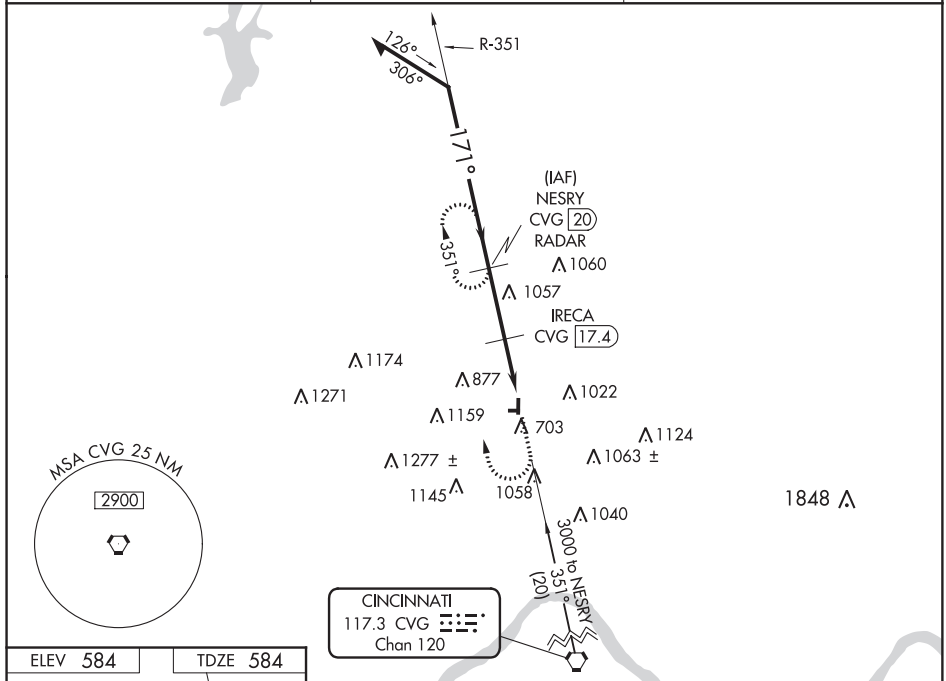 R-351
126°
306°
171°
(IAF)
NESRY
CVG 20
RADAR
351°
1060
1057
IRECA
CVG 17.4
1174
877
1271
1022
1159
703
1124
1277 ±
1063 ±
1145
1058
1848
1040
MSA CVG 25 NM
2900
3000 to NESRY
351°
(20)
CINCINNATI
117.3 CVG
Chan 120
ELEV 584
TDZE 584